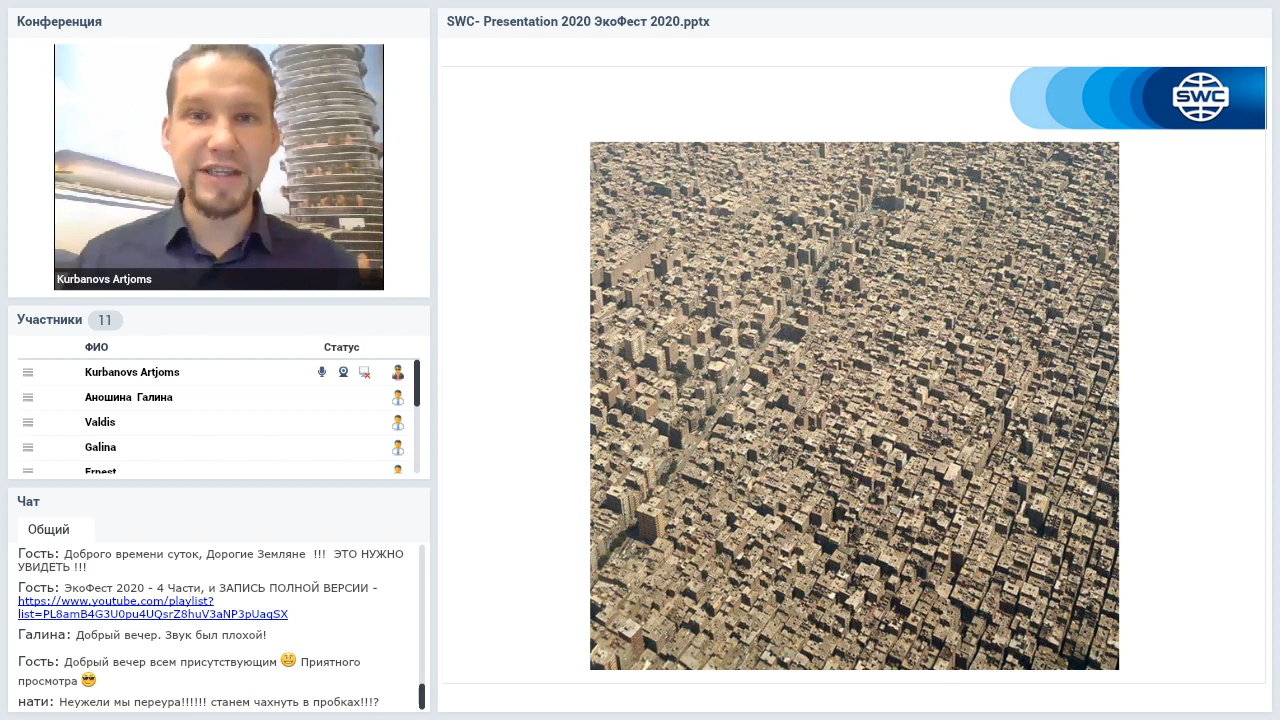 Конференция
Kurbanovs Artjoms
Участники 11
ФИО Статус
Kurbanovs Artjoms
Аношина Галина
Valdis
Galina
Ernest
Чат
Общий
Гость: Доброго времени суток, Дорогие Земляне !!! ЭТО НУЖНО
УВИДЕТЬ !!!
Гость: ЭкоФест 2020 - 4 Части, и ЗАПИСЬ ПОЛНОЙ ВЕРСИИ -
https://www.youtube.com/playlist?
list=PL8amB4G3U0pu4UQsrZ8huV3aNP3pUaqSX
Галина: Добрый вечер. Звук был плохой!
Гость: Добрый вечер всем присутствующим Приятного
просмотра
нати: Неужели мы переура!!!!!! станем чахнуть в пробках!!!?
SWC- Presentation 2020 ЭкоФест 2020.pptx
SWC